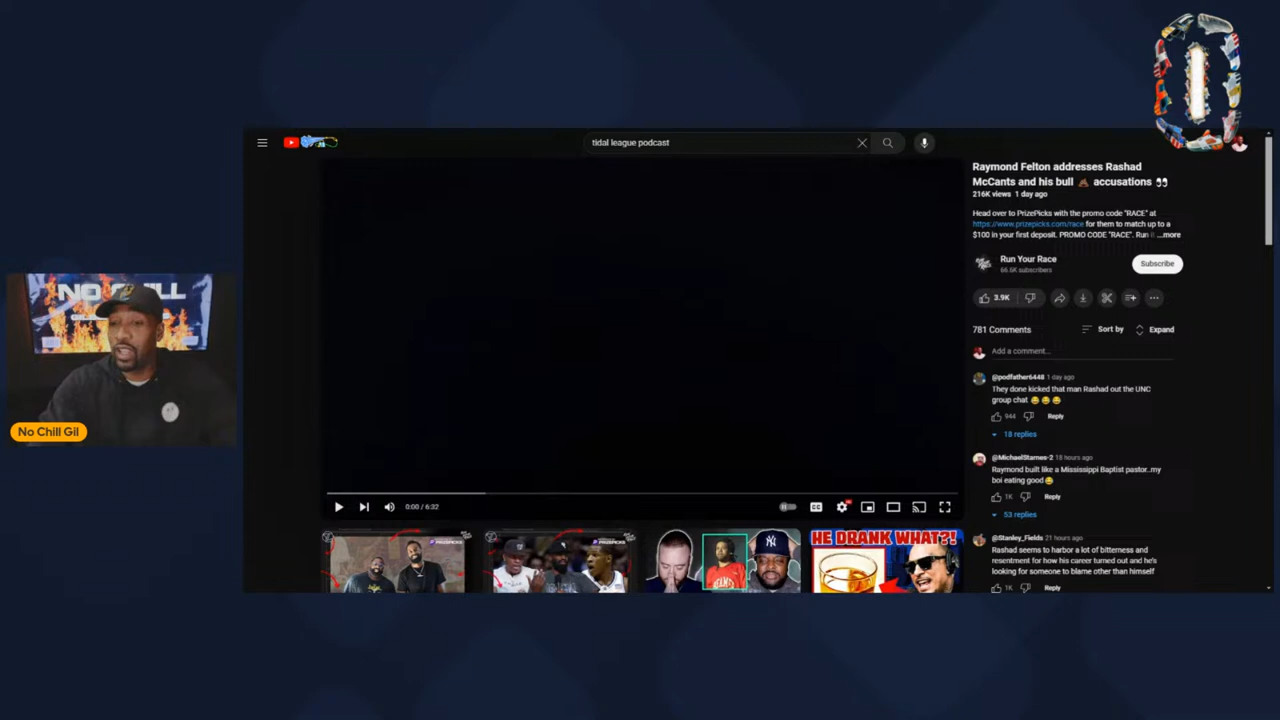 tidal league podcast
Raymond Felton addresses Rashad
McCants and his bull 💩 accusations 👀
216K views 1 day ago
Head over to PrizePicks with the promo code "RACE" at
https://www.prizepicks.com/race for them to match up to a
$100 in your first deposit. PROMO CODE "RACE". Run ...more
Run Your Race
66.5K subscribers
Subscribe
3.9K
781 Comments
Sort by
Expand
Add a comment...
@podfather6448 1 day ago
They done kicked that man Rashad out the UNC
group chat 😂 😂 😂
944
Reply
18 replies
@MichaelStarnes-2 18 hours ago
Raymond built like a Mississippi Baptist pastor..my
boi eating good 😂
1K
Reply
53 replies
@Stanley_Fields 21 hours ago
Rashad seems to harbor a lot of bitterness and
resentment for how his career turned out and he's
looking for someone to blame other than himself
1K
Reply
NO CHILL
No Chill Gil
0:00 / 6:32
CC
PRIZEPICKS
PRIZEPICKS
HE DRANK WHAT?!